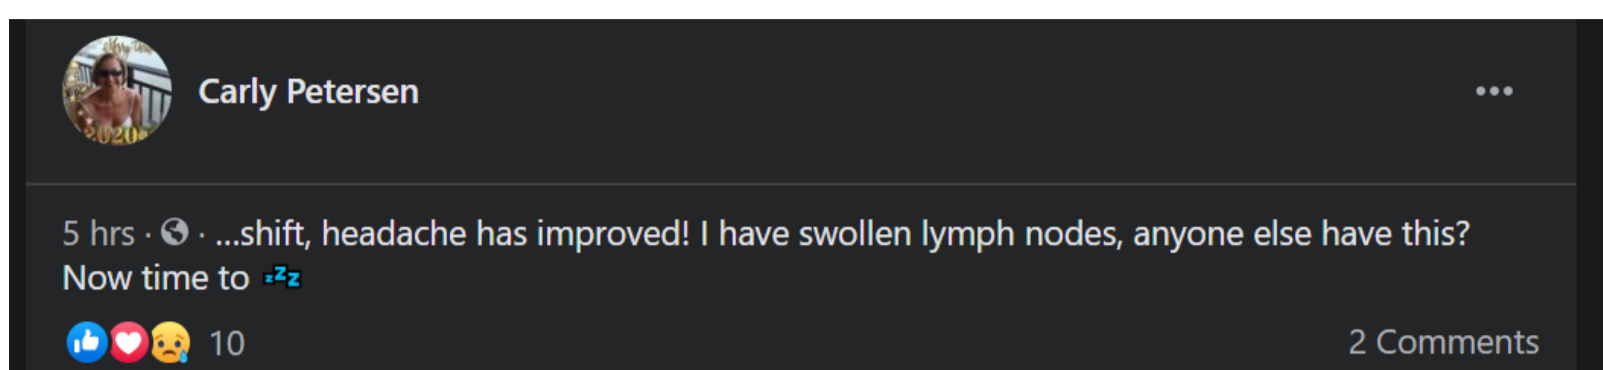 Carly Petersen
5 hrs · · ...shift, headache has improved! I have swollen lymph nodes, anyone else have this?
Now time to 💤
10
2 Comments
2020